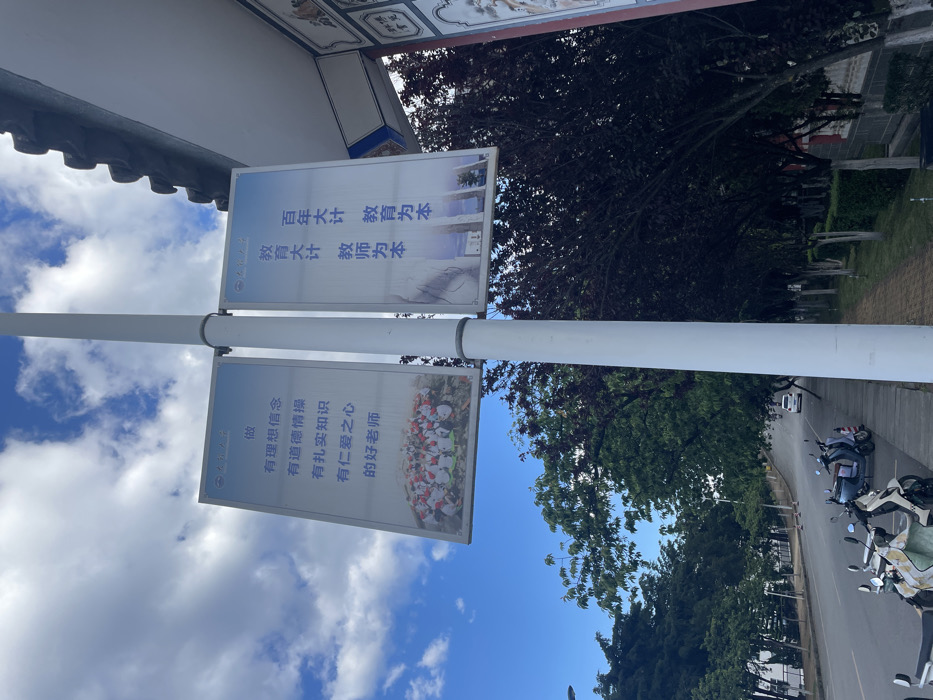 百年大计 教育为本
教育大计 教师为本
做
有理想信念
有道德情操
有扎实知识
有仁爱之心
的好老师